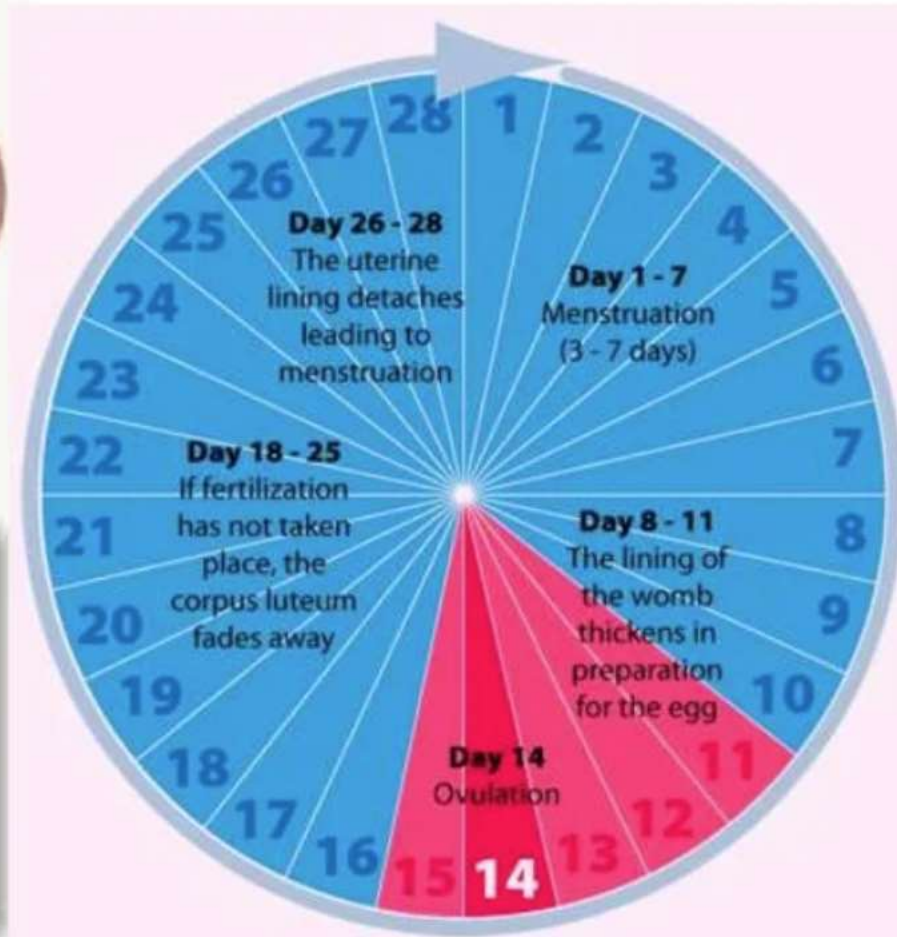 1
2
3
4
5
6
7
8
9
10
11
12
13
14
15
16
17
18
19
20
21
22
23
24
25
26
27
28
Day 1 - 7
Menstruation
(3 - 7 days)
Day 8 - 11
The lining of
the womb
thickens in
preparation
for the egg
Day 14
Ovulation
Day 18 - 25
If fertilization
has not taken
place, the
corpus luteum
fades away
Day 26 - 28
The uterine
lining detaches
leading to
menstruation